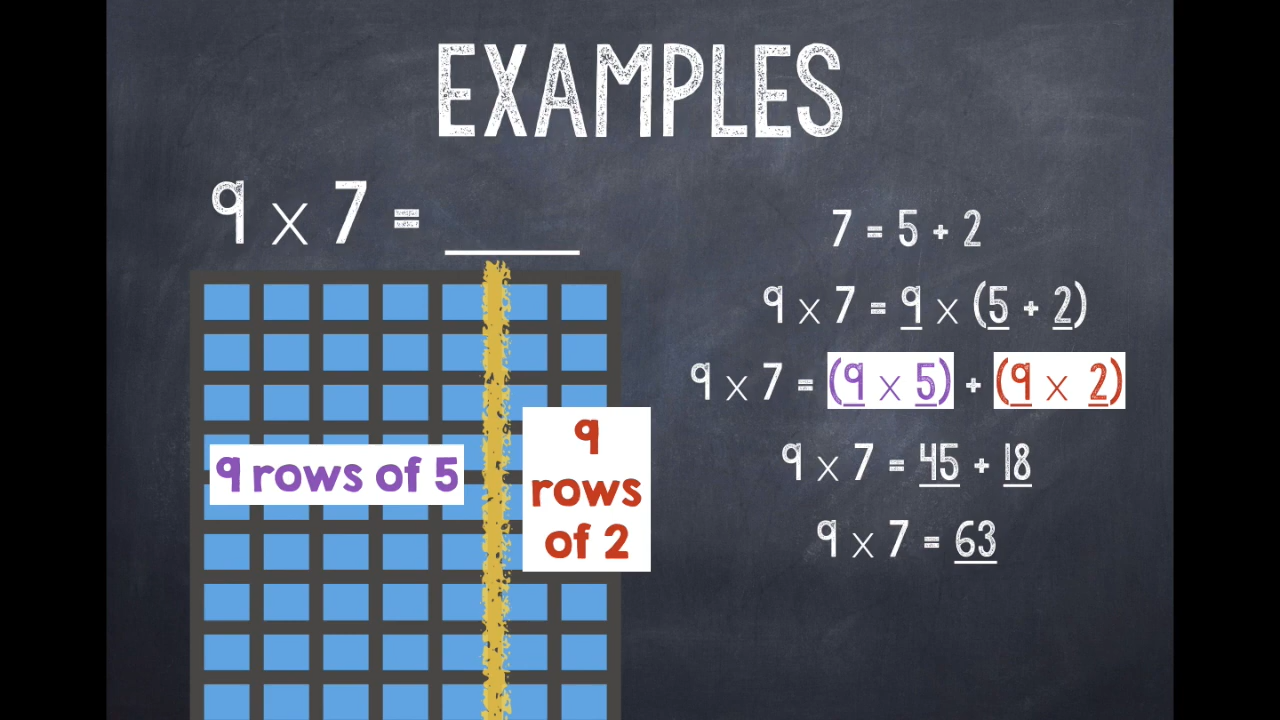 EXAMPLES
9 x 7 = ____
9 rows of 5
9
rows
of 2
7 = 5 + 2
9 x 7 = 9 x (5 + 2)
9 x 7 = (9 x 5) + (9 x 2)
9 x 7 = 45 + 18
9 x 7 = 63